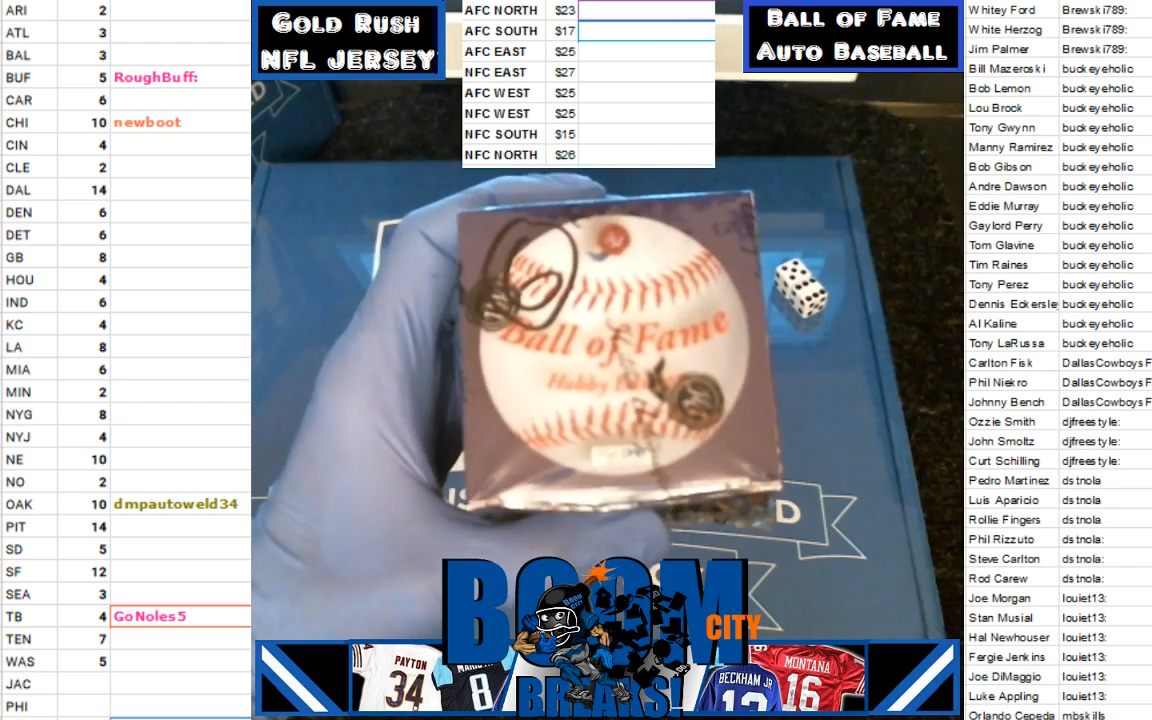 ARI 2
ATL 3
BAL 3
BUF 5 RoughBuff:
CAR 6
CHI 10 newboot
CIN 4
CLE 2
DAL 14
DEN 6
DET 6
GB 8
HOU 4
IND 6
KC 4
LA 8
MIA 6
MIN 2
NYG 8
NYJ 4
NE 10
NO 2
OAK 10 dmpautoweld34
PIT 14
SD 5
SF 12
SEA 3
TB 4 GoNoles5
TEN 7
WAS 5
JAC
PHI
GOLD RUSH
NFL JERSEY
AFC NORTH $23
AFC SOUTH $17
AFC EAST $25
NFC EAST $27
AFC WEST $25
NFC WEST $25
NFC SOUTH $15
NFC NORTH $26
BALL OF FAME
AUTO BASEBALL
Ball of Fame
Hobby
D
BOOM
CITY
BREAKS!
PAYTON
34
8
BECKHAM JR
13
MONTANA
16
Whitey Ford Brewski789:
White Herzog Brewski789:
Jim Palmer Brewski789:
Bill Mazeroski buckeyeholic
Bob Lemon buckeyeholic
Lou Brock buckeyeholic
Tony Gwynn buckeyeholic
Manny Ramirez buckeyeholic
Bob Gibson buckeyeholic
Andre Dawson buckeyeholic
Eddie Murray buckeyeholic
Gaylord Perry buckeyeholic
Tom Glavine buckeyeholic
Tim Raines buckeyeholic
Tony Perez buckeyeholic
Dennis Eckersley buckeyeholic
Al Kaline buckeyeholic
Tony LaRussa buckeyeholic
Carlton Fisk DallasCowboysF
Phil Niekro DallasCowboysF
Johnny Bench DallasCowboysF
Ozzie Smith djfreestyle:
John Smoltz djfreestyle:
Curt Schilling djfreestyle:
Pedro Martinez dstnola
Luis Aparicio dstnola
Rollie Fingers dstnola
Phil Rizzuto dstnola:
Steve Carlton dstnola:
Rod Carew dstnola:
Joe Morgan louiet13:
Stan Musial louiet13:
Hal Newhouser louiet13:
Fergie Jenkins louiet13:
Joe DiMaggio louiet13:
Luke Appling louiet13:
Orlando Cepeda mbskills